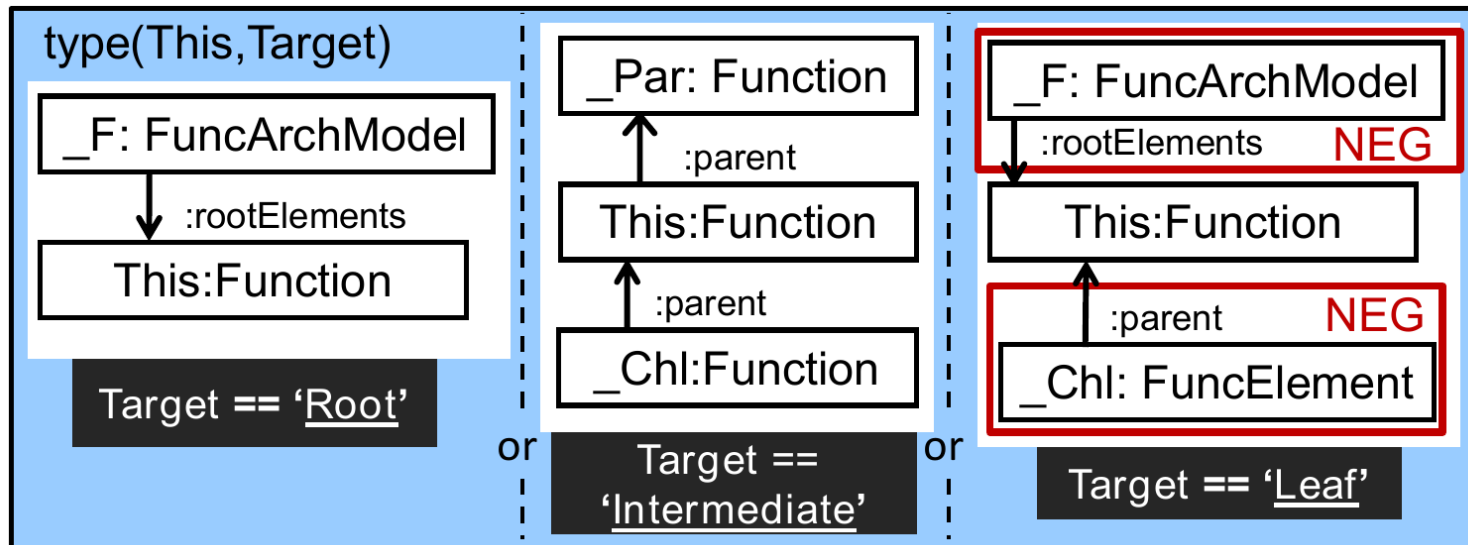 type(This,Target)
_F: FuncArchModel
:rootElements
This:Function
Target == ‘Root’
or
_Par: Function
:parent
This:Function
:parent
_Chl:Function
Target ==
‘Intermediate’
or
_F: FuncArchModel
:rootElements
NEG
This:Function
NEG
:parent
_Chl: FuncElement
Target == ‘Leaf’